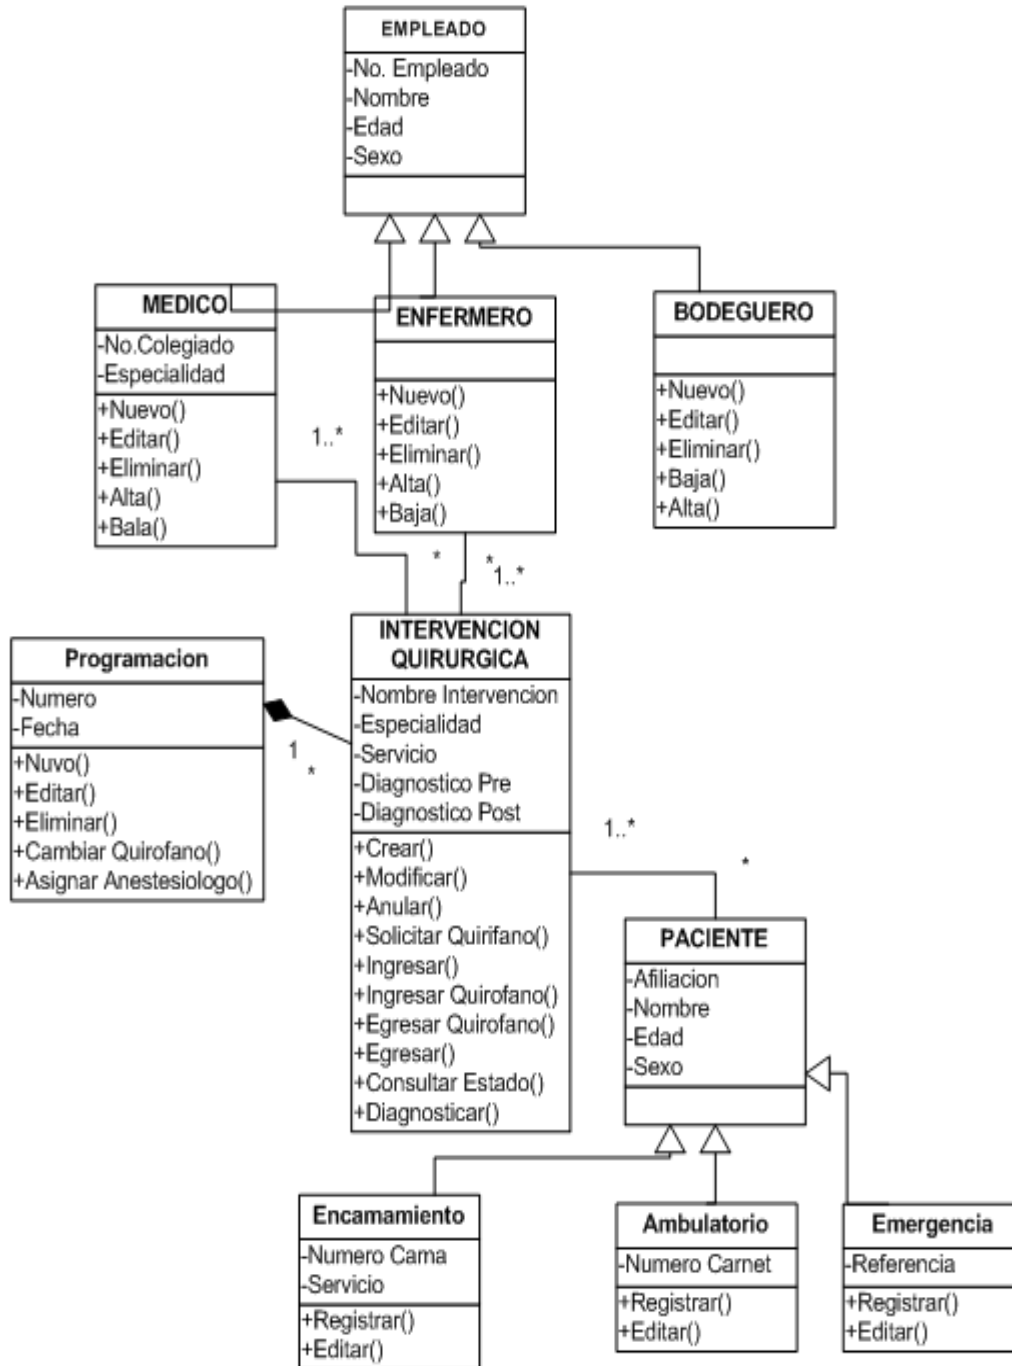 EMPLEADO
-No. Empleado
-Nombre
-Edad
-Sexo
MEDICO
-No.Colegiado
-Especialidad
+Nuevo()
+Editar()
+Eliminar()
+Alta()
+Bala()
ENFERMERO
+Nuevo()
+Editar()
+Eliminar()
+Alta()
+Baja()
BODEGUERO
+Nuevo()
+Editar()
+Eliminar()
+Baja()
+Alta()
1..*
*
*
1..*
Programacion
-Numero
-Fecha
+Nuvo()
+Editar()
+Eliminar()
+Cambiar Quirofano()
+Asignar Anestesiologo()
1
*
INTERVENCION
QUIRURGICA
-Nombre Intervencion
-Especialidad
-Servicio
-Diagnostico Pre
-Diagnostico Post
+Crear()
+Modificar()
+Anular()
+Solicitar Quirifano()
+Ingresar()
+Ingresar Quirofano()
+Egresar Quirofano()
+Egresar()
+Consultar Estado()
+Diagnosticar()
1..*
*
PACIENTE
-Afiliacion
-Nombre
-Edad
-Sexo
Encamamiento
-Numero Cama
-Servicio
+Registrar()
+Editar()
Ambulatorio
-Numero Carnet
+Registrar()
+Editar()
Emergencia
-Referencia
+Registrar()
+Editar()